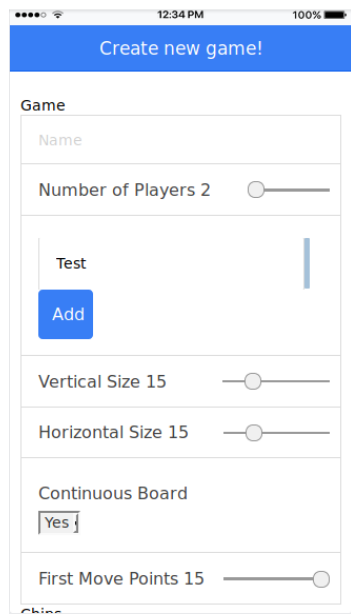 12:34 PM 100%
Create new game!
Game
Name
Number of Players 2
Test
Add
Vertical Size 15
Horizontal Size 15
Continuous Board
Yes
First Move Points 15
Chips